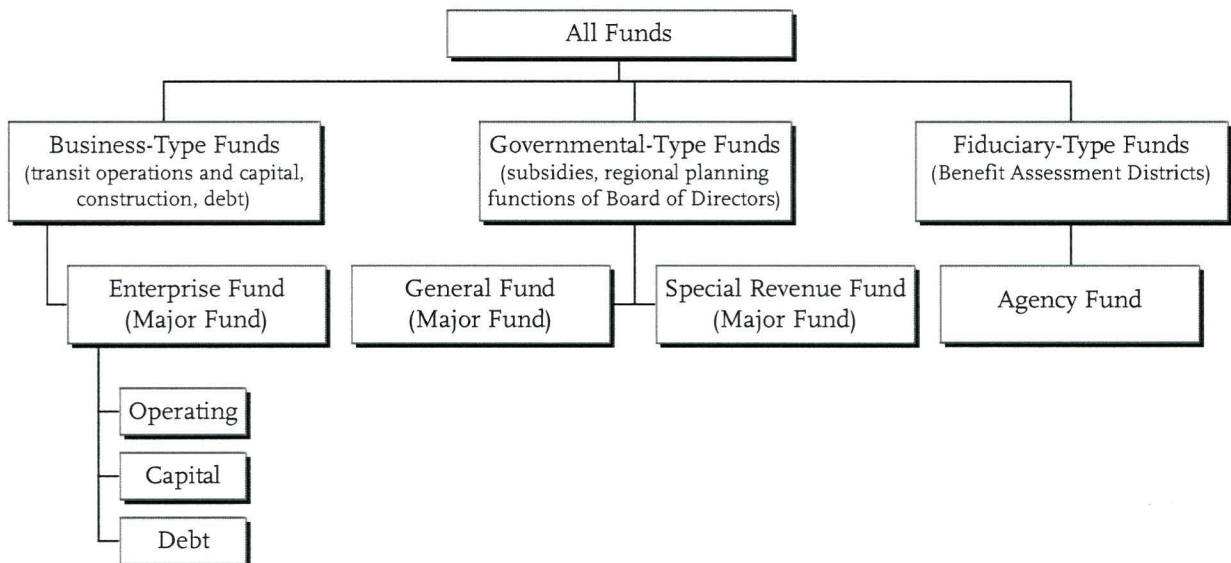 All Funds
Business-Type Funds
(transit operations and capital,
construction, debt)
Governmental-Type Funds
(subsidies, regional planning
functions of Board of Directors)
Fiduciary-Type Funds
(Benefit Assessment Districts)
Enterprise Fund
(Major Fund)
General Fund
(Major Fund)
Special Revenue Fund
(Major Fund)
Agency Fund
Operating
Capital
Debt